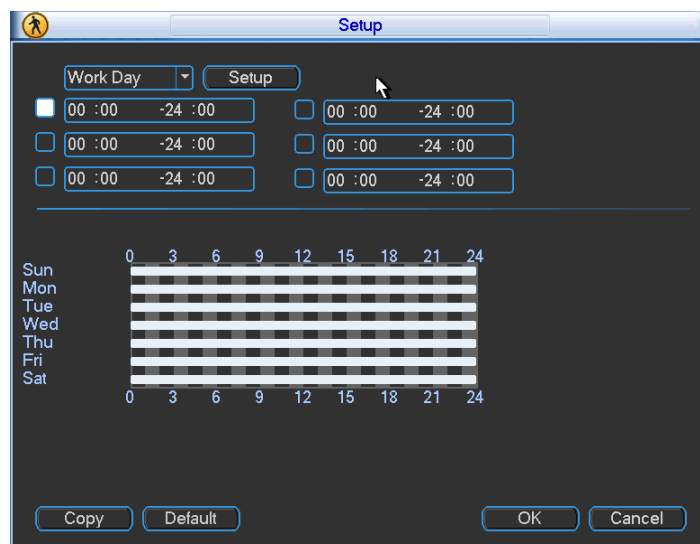 Setup
Work Day Setup
00 :00 -24 :00 00 :00 -24 :00
00 :00 -24 :00 00 :00 -24 :00
00 :00 -24 :00 00 :00 -24 :00
0 3 6 9 12 15 18 21 24
Sun
Mon
Tue
Wed
Thu
Fri
Sat
0 3 6 9 12 15 18 21 24
Copy Default OK Cancel